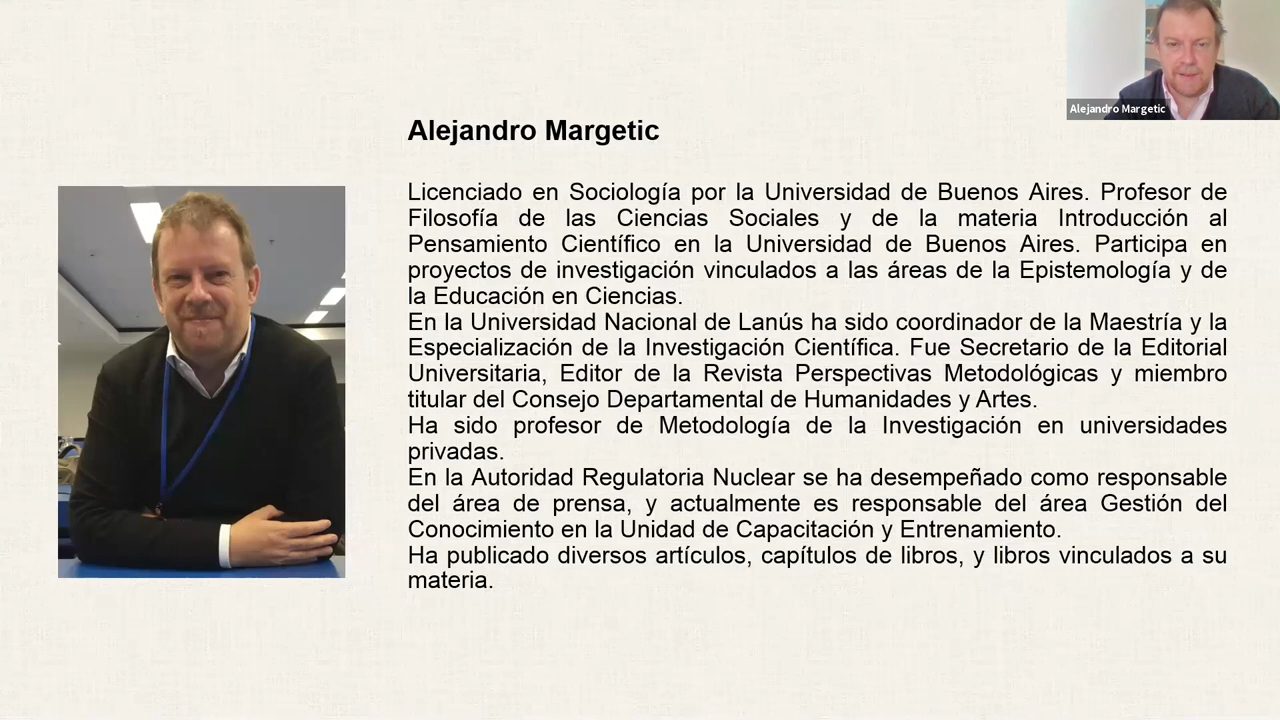 Alejandro Margetic
Alejandro Margetic
Licenciado en Sociología por la Universidad de Buenos Aires. Profesor de
Filosofía de las Ciencias Sociales y de la materia Introducción al
Pensamiento Científico en la Universidad de Buenos Aires. Participa en
proyectos de investigación vinculados a las áreas de la Epistemología y de
la Educación en Ciencias.
En la Universidad Nacional de Lanús ha sido coordinador de la Maestría y la
Especialización de la Investigación Científica. Fue Secretario de la Editorial
Universitaria, Editor de la Revista Perspectivas Metodológicas y miembro
titular del Consejo Departamental de Humanidades y Artes.
Ha sido profesor de Metodología de la Investigación en universidades
privadas.
En la Autoridad Regulatoria Nuclear se ha desempeñado como responsable
del área de prensa, y actualmente es responsable del área Gestión del
Conocimiento en la Unidad de Capacitación y Entrenamiento.
Ha publicado diversos artículos, capítulos de libros, y libros vinculados a su
materia.